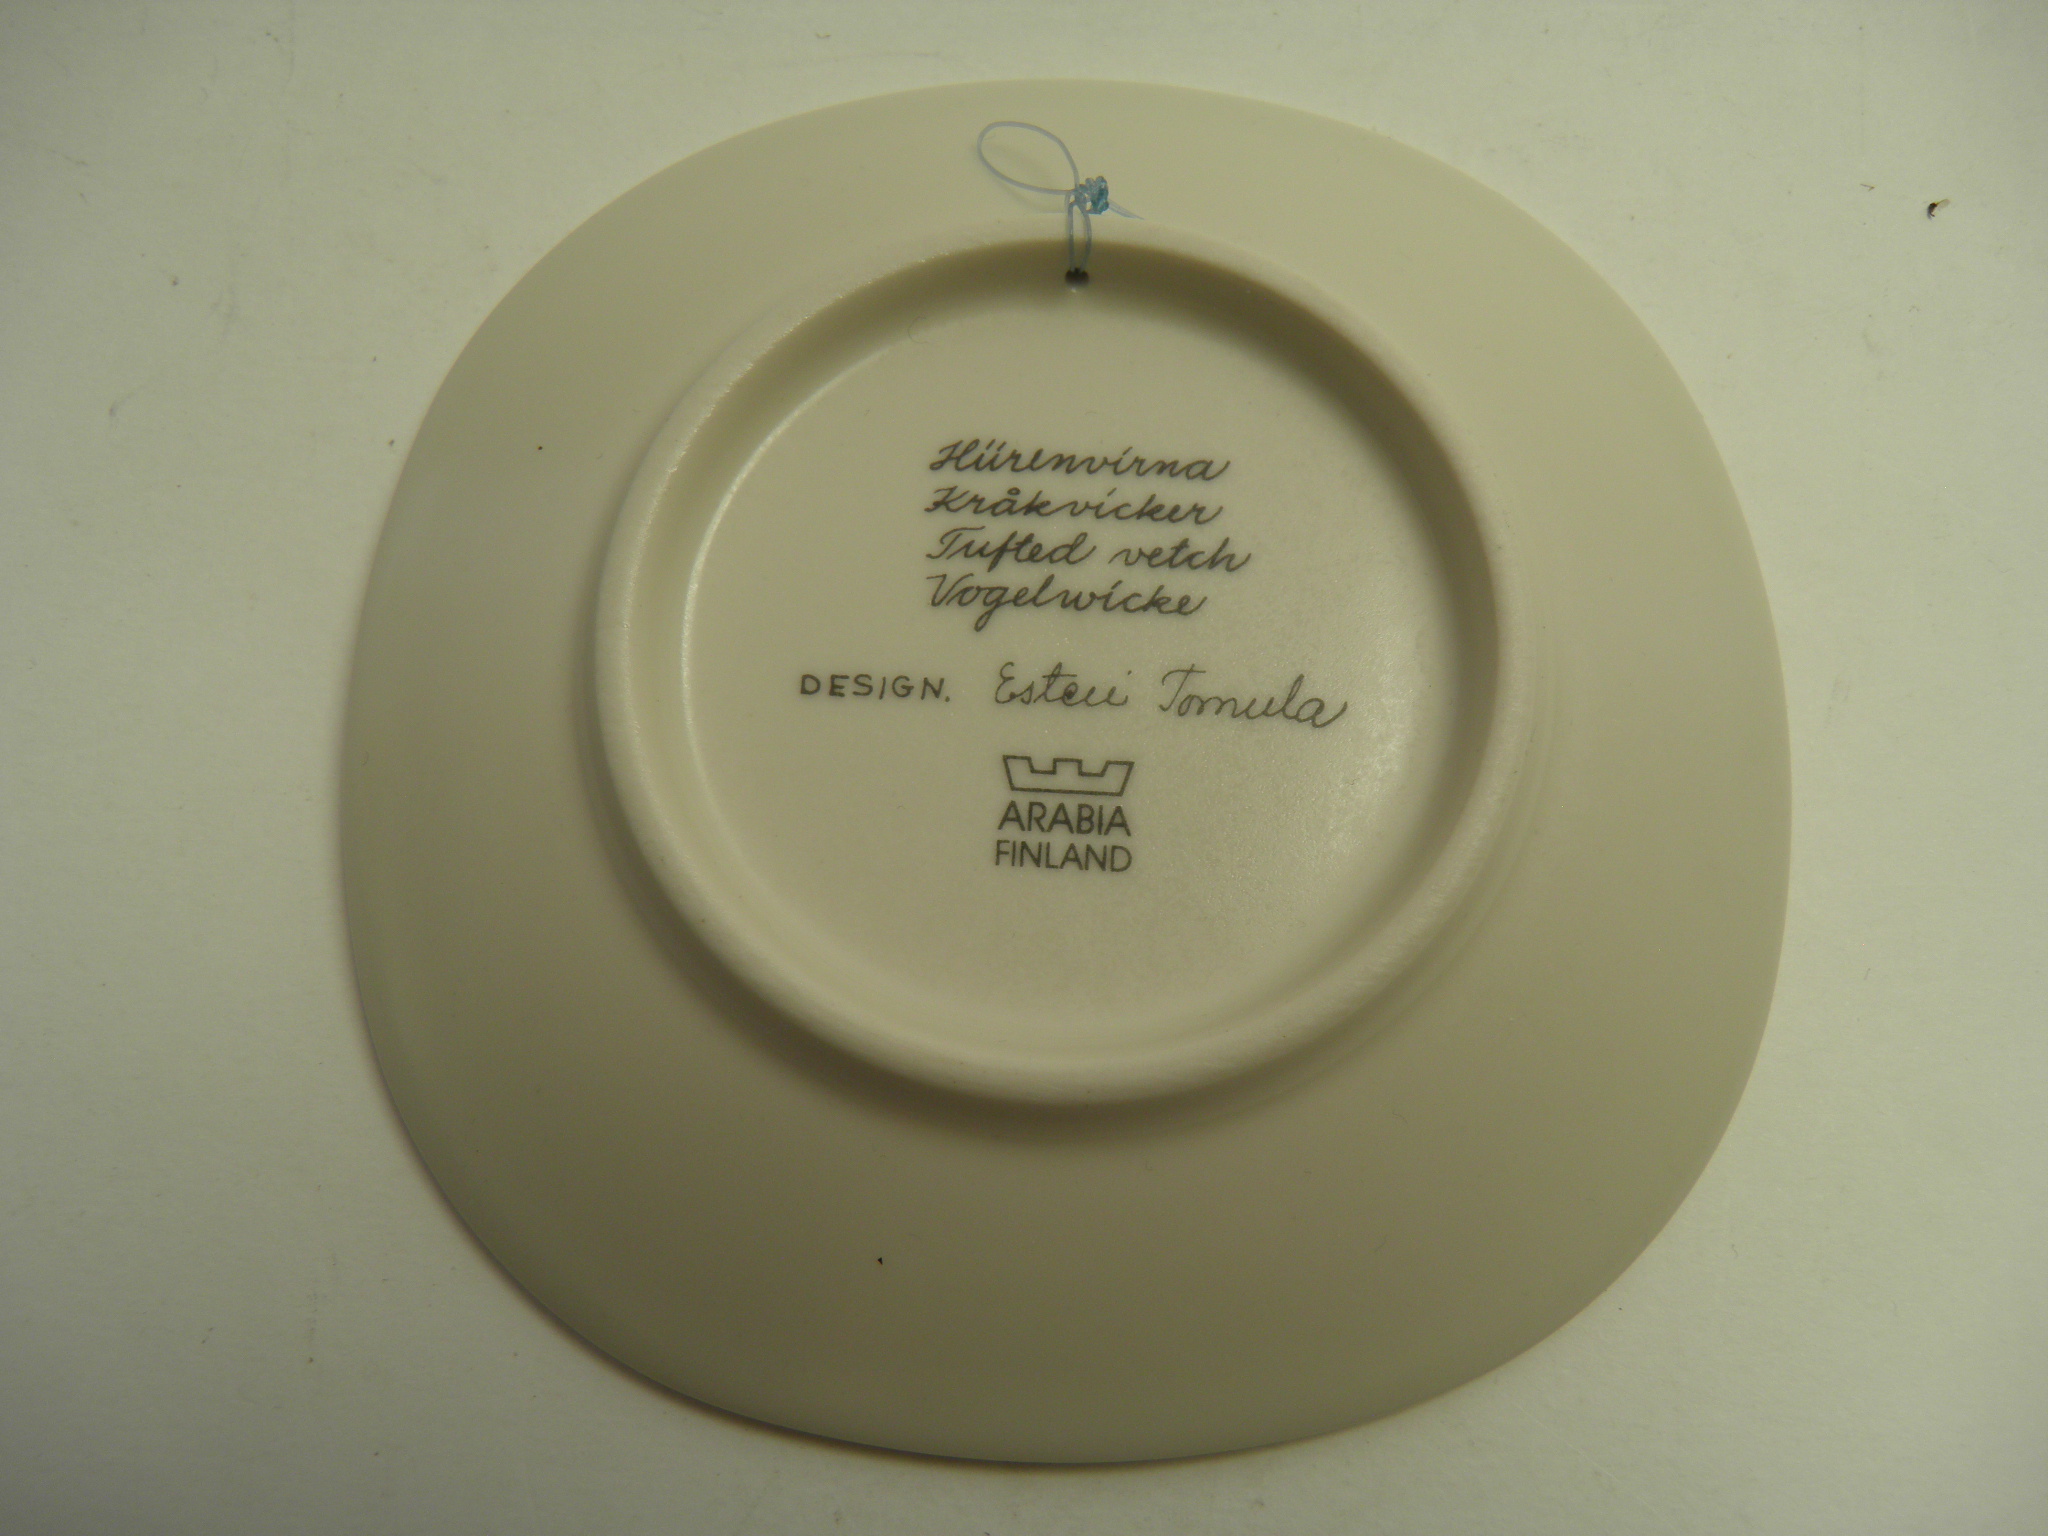 Hiirenvirna
Kråkvicker
Tufted vetch
Vogelwicke
DESIGN. Esteri Tomula
ARABIA
FINLAND